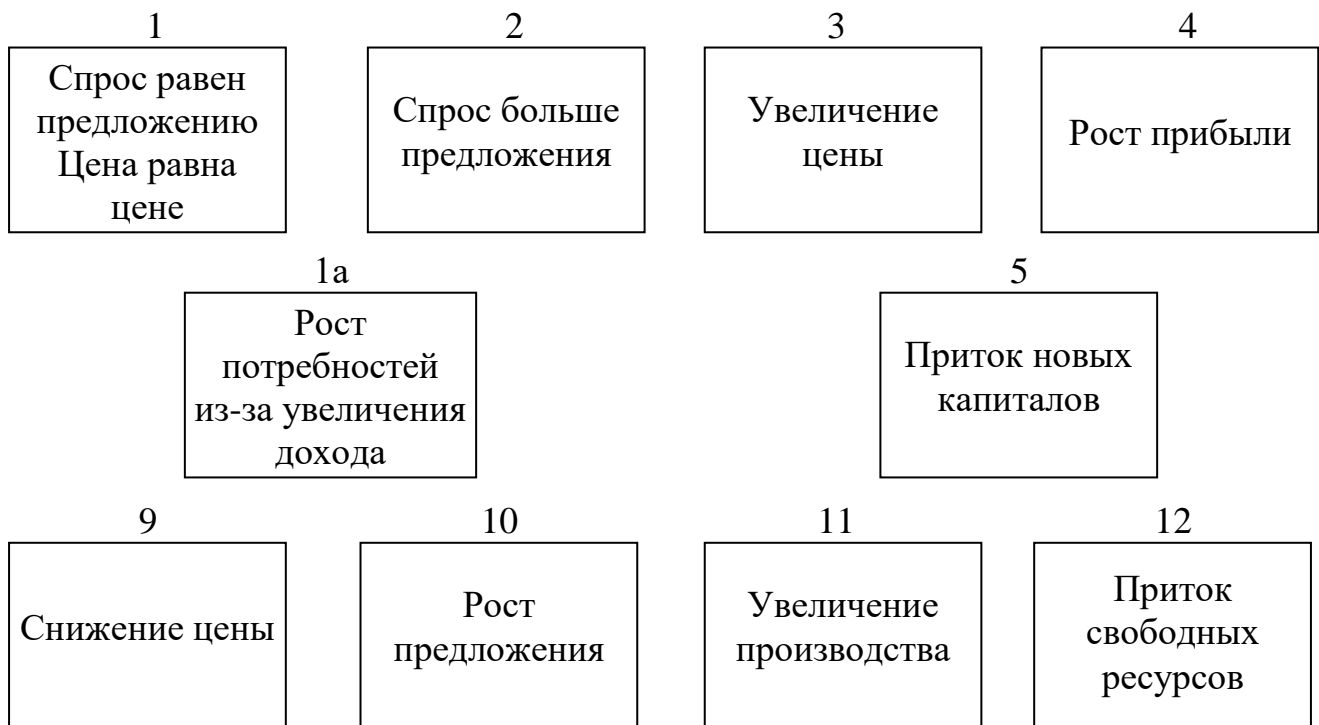 1
Спрос равен
предложению
Цена равна
цене
2
Спрос больше
предложения
3
Увеличение
цены
4
Рост прибыли
1а
Рост
потребностей
из-за увеличения
дохода
5
Приток новых
капиталов
9
Снижение цены
10
Рост
предложения
11
Увеличение
производства
12
Приток
свободных
ресурсов